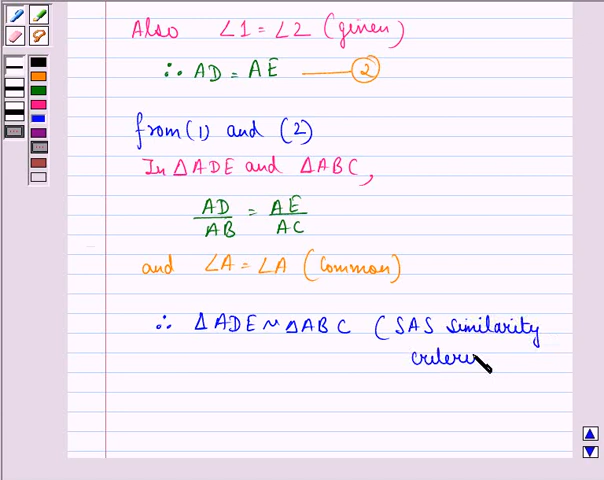 Also ∠1 = ∠2 (given)
∴ AD = AE —— ②
from (1) and (2)
In ΔADE and ΔABC,
AD/AB = AE/AC
and ∠A = ∠A (Common)
∴ ΔADE ~ ΔABC (SAS similarity